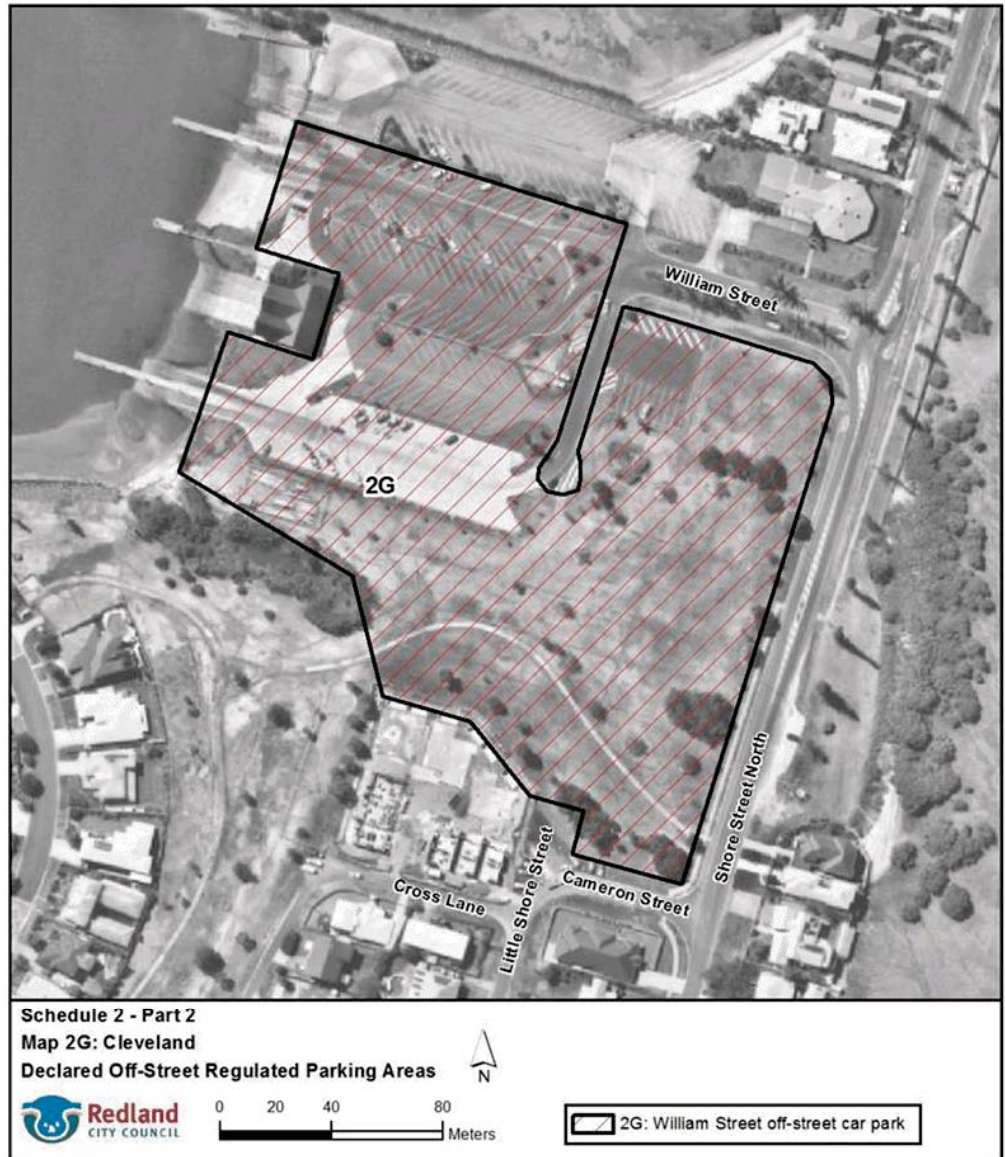 William Street
2G
Shore Street North
Little Shore Street
Cameron Street
Cross Lane
Schedule 2 - Part 2
Map 2G: Cleveland
Declared Off-Street Regulated Parking Areas
N
Redland
CITY COUNCIL
0 20 40 80
Meters
2G: William Street off-street car park